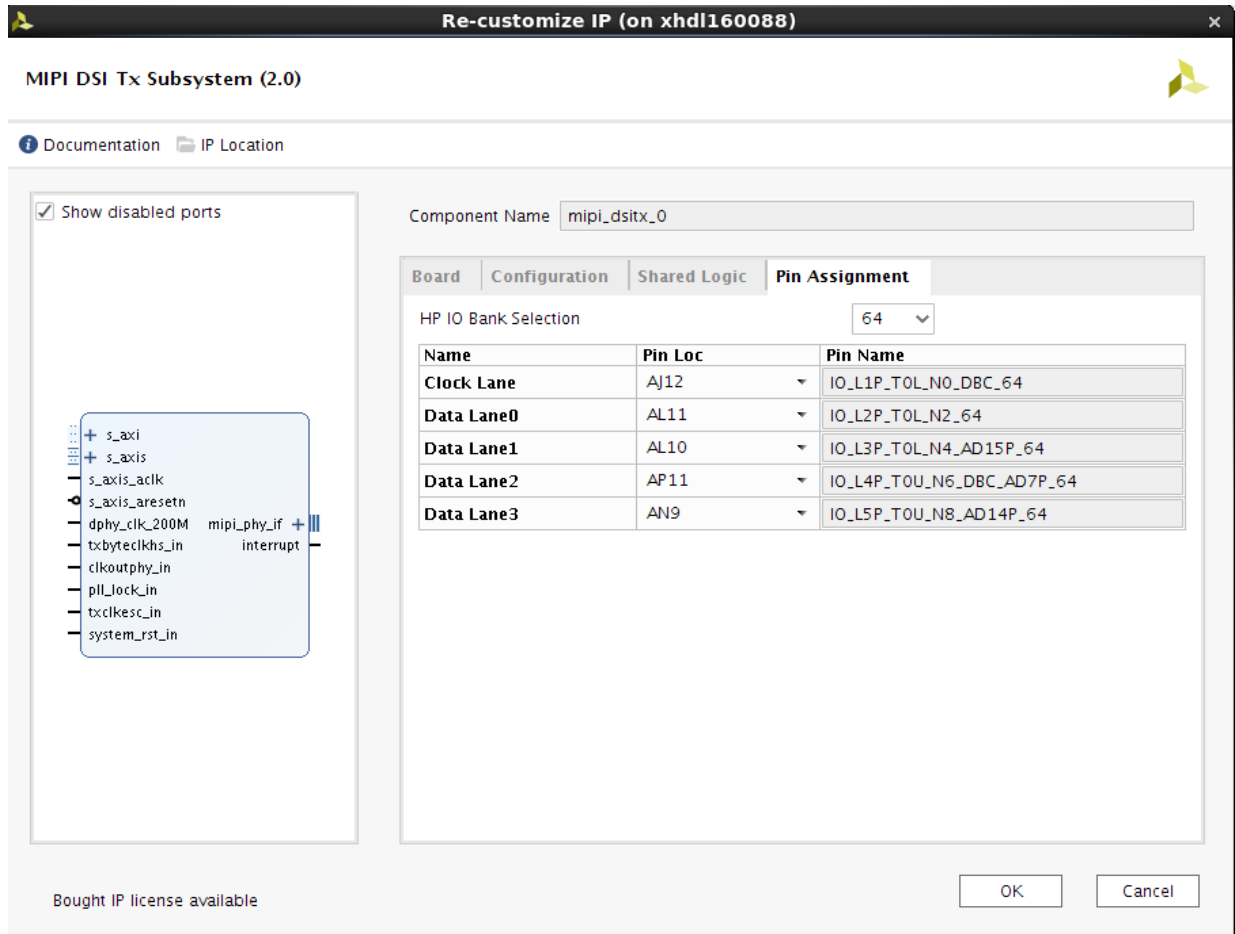 Re-customize IP (on xhdl160088)
MIPI DSI Tx Subsystem (2.0)
Documentation IP Location
Show disabled ports
s_axi
s_axis
s_axis_aclk
s_axis_aresetn
dphy_clk_200M mipi_phy_if
txbyteclkhs_in interrupt
clkoutphy_in
pll_lock_in
txclkesc_in
system_rst_in
Component Name mipi_dsitx_0
Board Configuration Shared Logic Pin Assignment
HP IO Bank Selection 64
Name Pin Loc Pin Name
Clock Lane AJ12 IO_L1P_T0L_N0_DBC_64
Data Lane0 AL11 IO_L2P_T0L_N2_64
Data Lane1 AL10 IO_L3P_T0L_N4_AD15P_64
Data Lane2 AP11 IO_L4P_T0U_N6_DBC_AD7P_64
Data Lane3 AN9 IO_L5P_T0U_N8_AD14P_64
Bought IP license available
OK Cancel